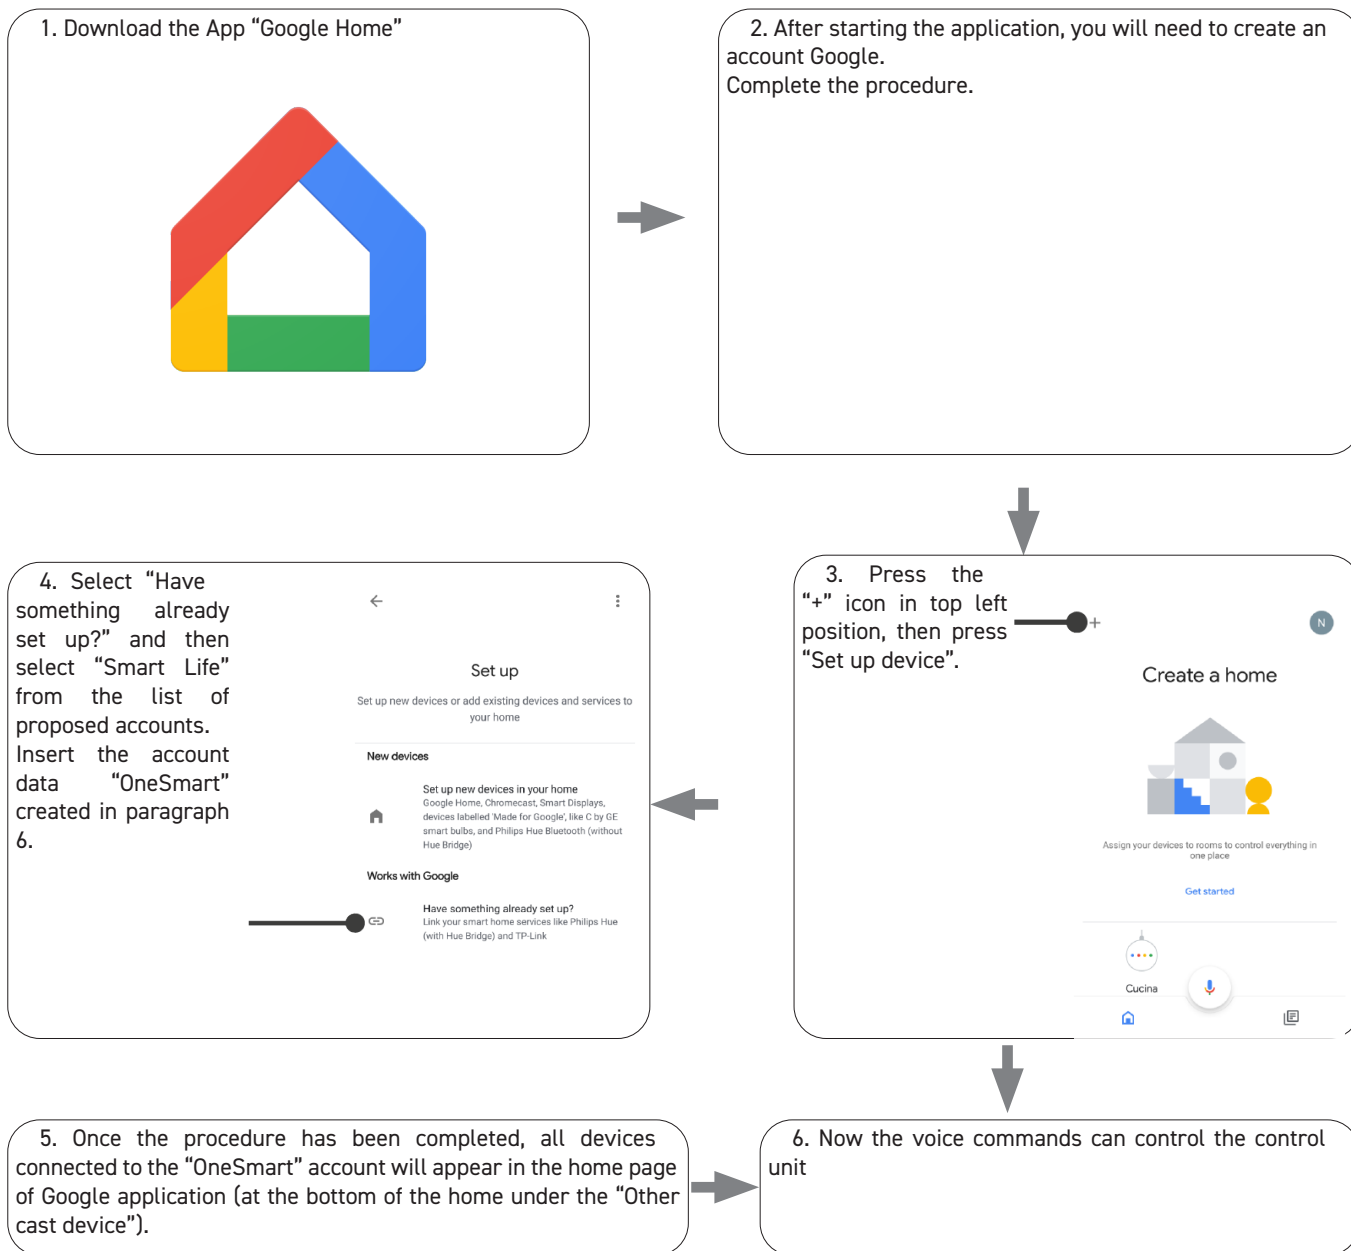 1. Download the App “Google Home”
2. After starting the application, you will need to create an
account Google.
Complete the procedure.
3. Press the
“+” icon in top left
position, then press
“Set up device”.
N
Create a home
Assign your devices to rooms to control everything in
one place
Get started
Cucina
4. Select “Have
something already
set up?” and then
select “Smart Life”
from the list of
proposed accounts.
Insert the account
data “OneSmart”
created in paragraph
6.
Set up
Set up new devices or add existing devices and services to
your home
New devices
Set up new devices in your home
Google Home, Chromecast, Smart Displays,
devices labelled 'Made for Google', like C by GE
smart bulbs, and Philips Hue Bluetooth (without
Hue Bridge)
Works with Google
Have something already set up?
Link your smart home services like Philips Hue
(with Hue Bridge) and TP-Link
5. Once the procedure has been completed, all devices
connected to the “OneSmart” account will appear in the home page
of Google application (at the bottom of the home under the “Other
cast device”).
6. Now the voice commands can control the control
unit